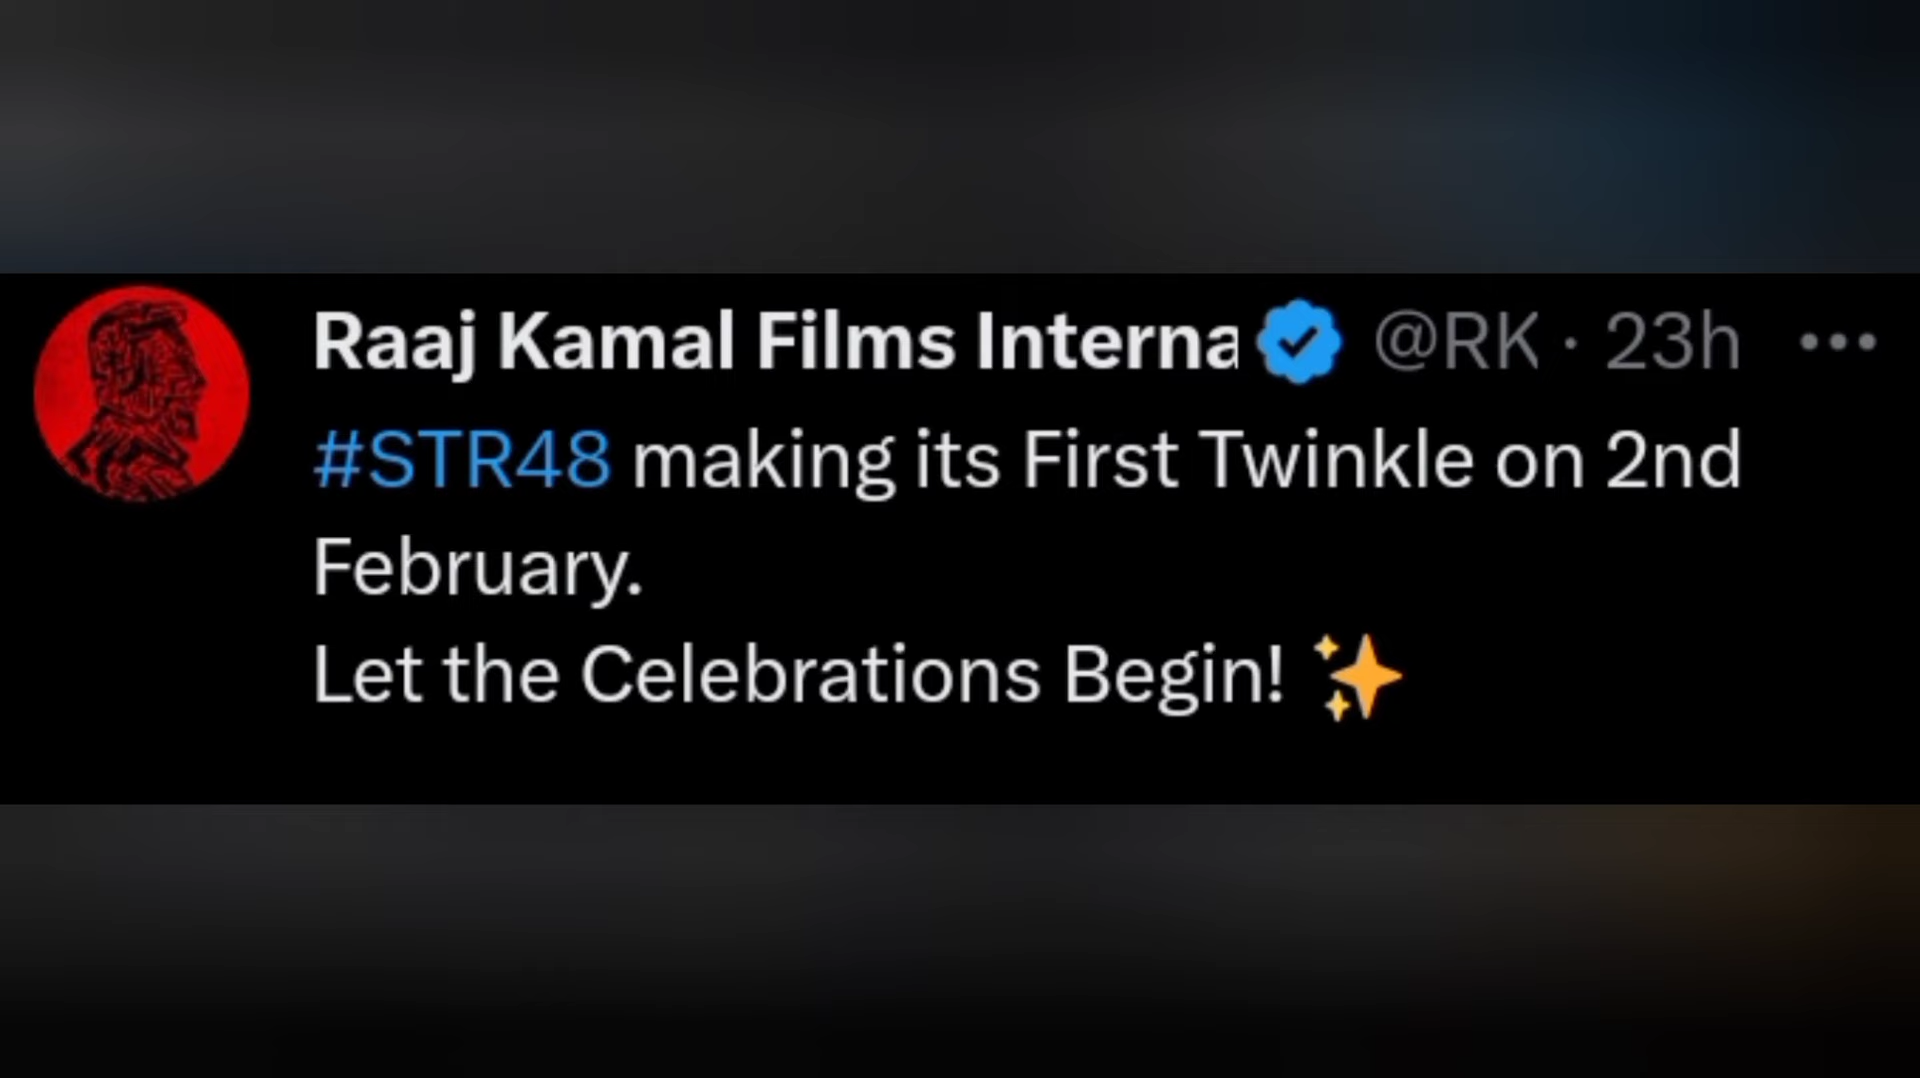 Raaj Kamal Films Interna @RK · 23h
#STR48 making its First Twinkle on 2nd
February.
Let the Celebrations Begin! ✨